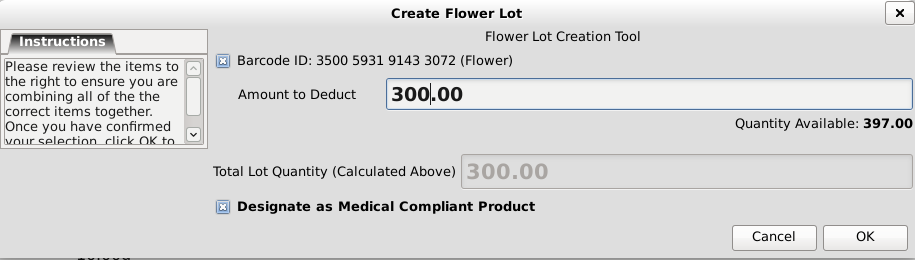 Create Flower Lot
Instructions
Please review the items to
the right to ensure you are
combining all of the the
correct items together.
Once you have confirmed
your selection, click OK to
Flower Lot Creation Tool
Barcode ID: 3500 5931 9143 3072 (Flower)
Amount to Deduct 300.00
Quantity Available: 397.00
Total Lot Quantity (Calculated Above) 300.00
Designate as Medical Compliant Product
Cancel OK